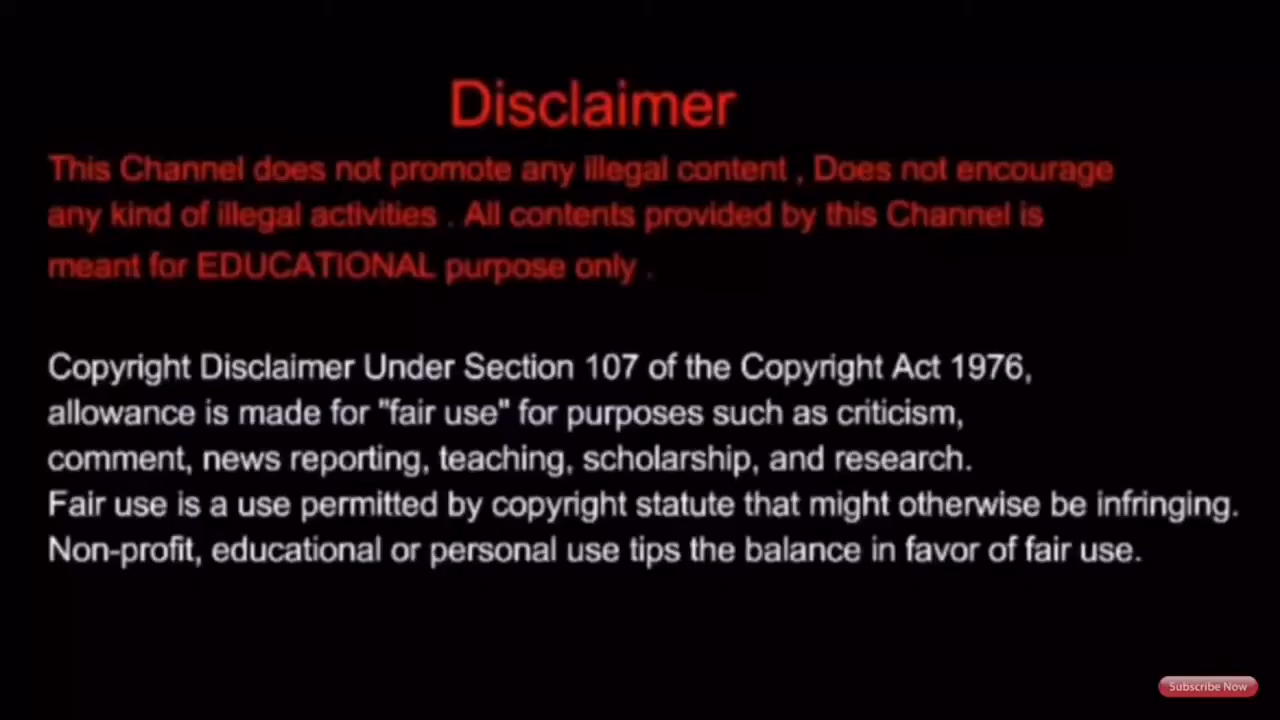 Disclaimer
This Channel does not promote any illegal content , Does not encourage
any kind of illegal activities . All contents provided by this Channel is
meant for EDUCATIONAL purpose only .
Copyright Disclaimer Under Section 107 of the Copyright Act 1976,
allowance is made for "fair use" for purposes such as criticism,
comment, news reporting, teaching, scholarship, and research.
Fair use is a use permitted by copyright statute that might otherwise be infringing.
Non-profit, educational or personal use tips the balance in favor of fair use.
Subscribe Now